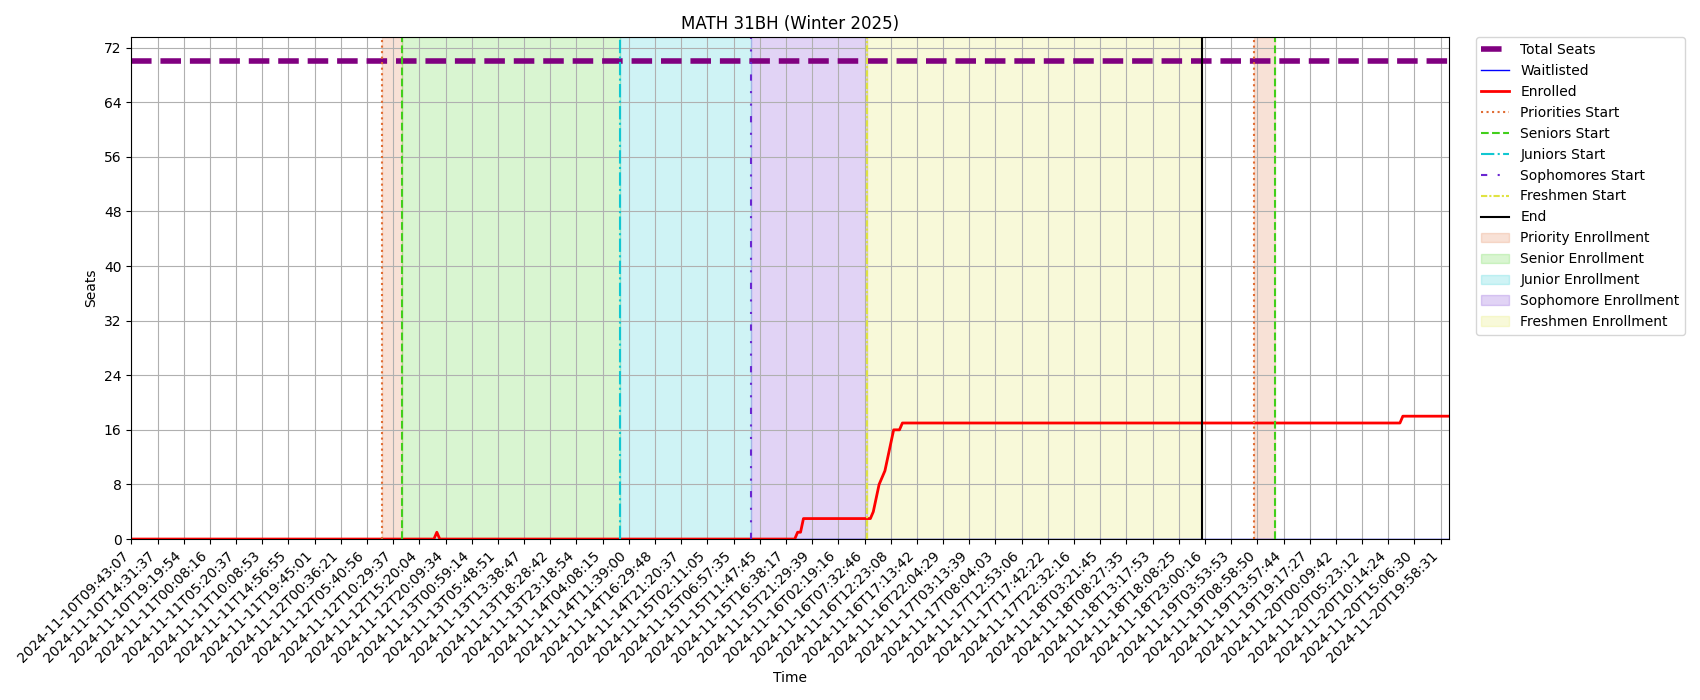 MATH 31BH (Winter 2025)
72
64
56
48
40
32
24
16
8
0
Seats
2024-11-10T09:43:07
2024-11-10T14:31:37
2024-11-10T19:19:54
2024-11-11T00:08:16
2024-11-11T05:20:37
2024-11-11T10:08:53
2024-11-11T14:56:55
2024-11-11T19:45:01
2024-11-12T00:36:21
2024-11-12T05:40:56
2024-11-12T10:29:37
2024-11-12T15:20:04
2024-11-12T20:09:34
2024-11-13T00:59:14
2024-11-13T05:48:51
2024-11-13T13:38:47
2024-11-13T18:28:42
2024-11-13T23:18:54
2024-11-14T04:08:15
2024-11-14T11:39:00
2024-11-14T16:29:48
2024-11-14T21:20:37
2024-11-15T02:11:05
2024-11-15T06:57:35
2024-11-15T11:47:45
2024-11-15T16:38:17
2024-11-15T21:29:39
2024-11-16T02:19:16
2024-11-16T07:32:46
2024-11-16T12:23:08
2024-11-16T17:13:42
2024-11-16T22:04:29
2024-11-17T03:13:39
2024-11-17T08:04:03
2024-11-17T12:53:06
2024-11-17T17:42:22
2024-11-17T22:32:16
2024-11-18T03:21:45
2024-11-18T08:27:35
2024-11-18T13:17:53
2024-11-18T18:08:25
2024-11-18T23:00:16
2024-11-19T03:53:53
2024-11-19T08:58:50
2024-11-19T13:57:44
2024-11-19T19:17:27
2024-11-20T00:09:42
2024-11-20T05:23:12
2024-11-20T10:14:24
2024-11-20T15:06:30
2024-11-20T19:58:31
Time
Total Seats
Waitlisted
Enrolled
Priorities Start
Seniors Start
Juniors Start
Sophomores Start
Freshmen Start
End
Priority Enrollment
Senior Enrollment
Junior Enrollment
Sophomore Enrollment
Freshmen Enrollment